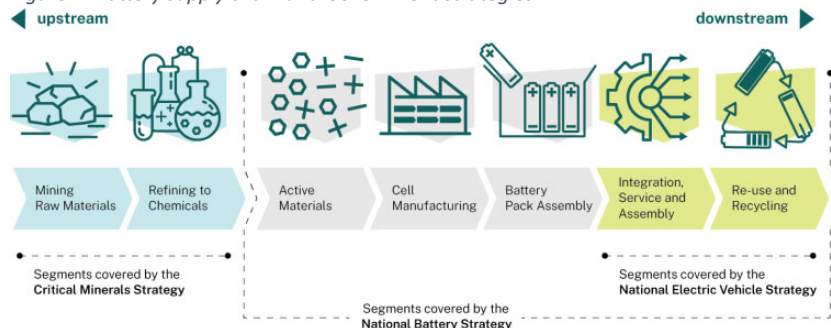 upstream
downstream
Mining
Raw Materials
Refining to
Chemicals
Active
Materials
Cell
Manufacturing
Battery
Pack Assembly
Integration,
Service and
Assembly
Re-use and
Recycling
Segments covered by the
Critical Minerals Strategy
Segments covered by the
National Electric Vehicle Strategy
Segments covered by the
National Battery Strategy